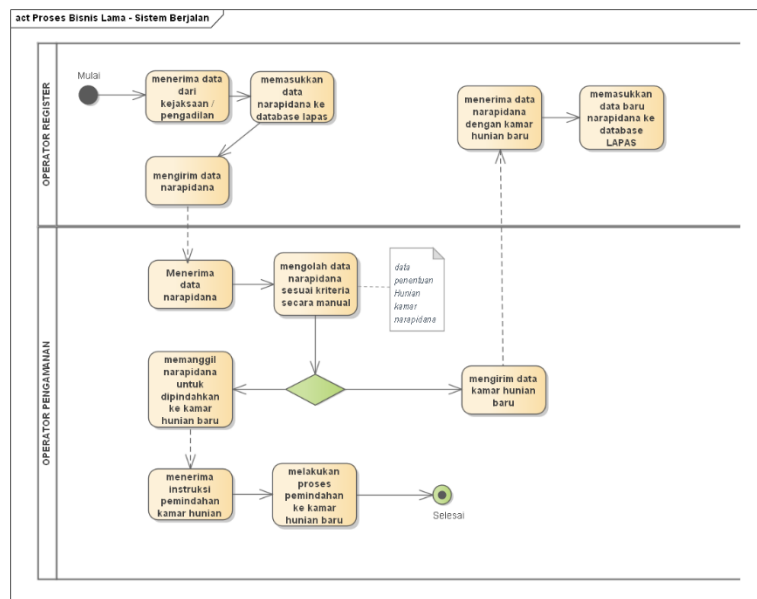 act Proses Bisnis Lama - Sistem Berjalan
OPERATOR REGISTER
Mulai
menerima data
dari
kejaksaan /
pengadilan
memasukkan
data
narapidana ke
database lapas
mengirim data
narapidana
menerima data
narapidana
dengan kamar
hunian baru
memasukkan
data baru
narapidana ke
database
LAPAS
OPERATOR PENGAMANAN
Menerima
data
narapidana
mengolah data
narapidana
sesuai kriteria
secara manual
data
penentuan
Hunian
kamar
narapidana
memanggil
narapidana
untuk
dipindahkan
ke kamar
hunian baru
mengirim data
kamar hunian
baru
menerima
instruksi
pemindahan
kamar hunian
melakukan
proses
pemindahan
ke kamar
hunian baru
Selesai